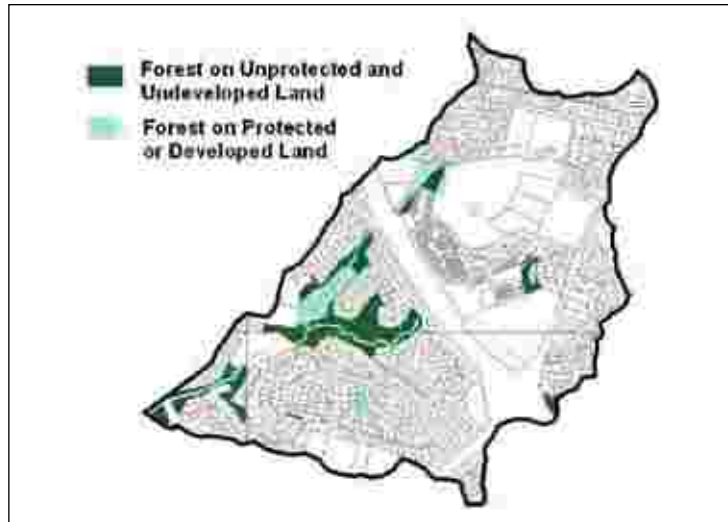 Forest on Unprotected and
Undeveloped Land
Forest on Protected
or Developed Land